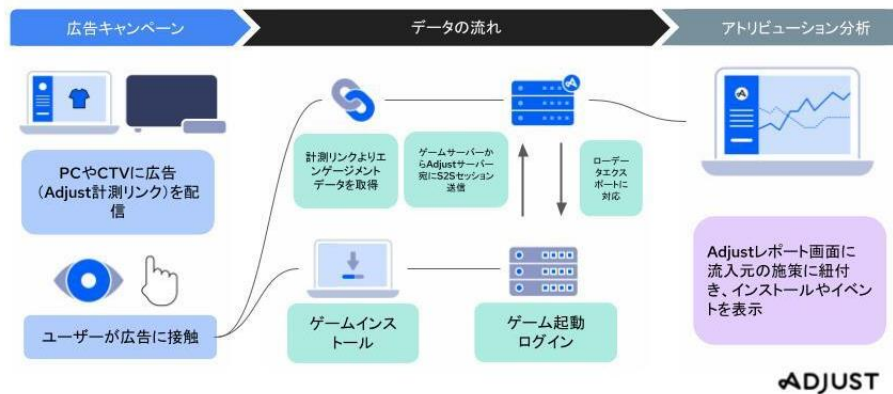 広告キャンペーン
データの流れ
アトリビューション分析
PCやCTVに広告
(Adjust計測リンク)を配
信
ユーザーが広告に接触
計測リンクよりエ
ンゲージメント
データを取得
ゲームサーバーか
らAdjustサーバー
宛にS2Sセッション
送信
ローデー
タエクス
ポートに
対応
ゲームインス
トール
ゲーム起動
ログイン
Adjustレポート画面に
流入元の施策に紐付
き、インストールやイベン
トを表示
ADJUST